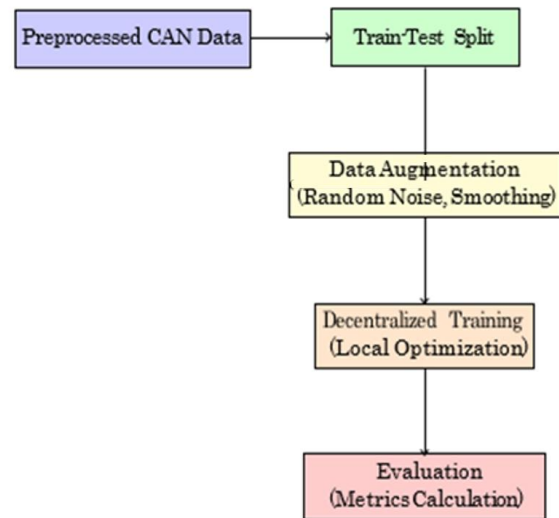 Preprocessed CAN Data
Train-Test Split
Data Augmentation
(Random Noise, Smoothing)
Decentralized Training
(Local Optimization)
Evaluation
(Metrics Calculation)